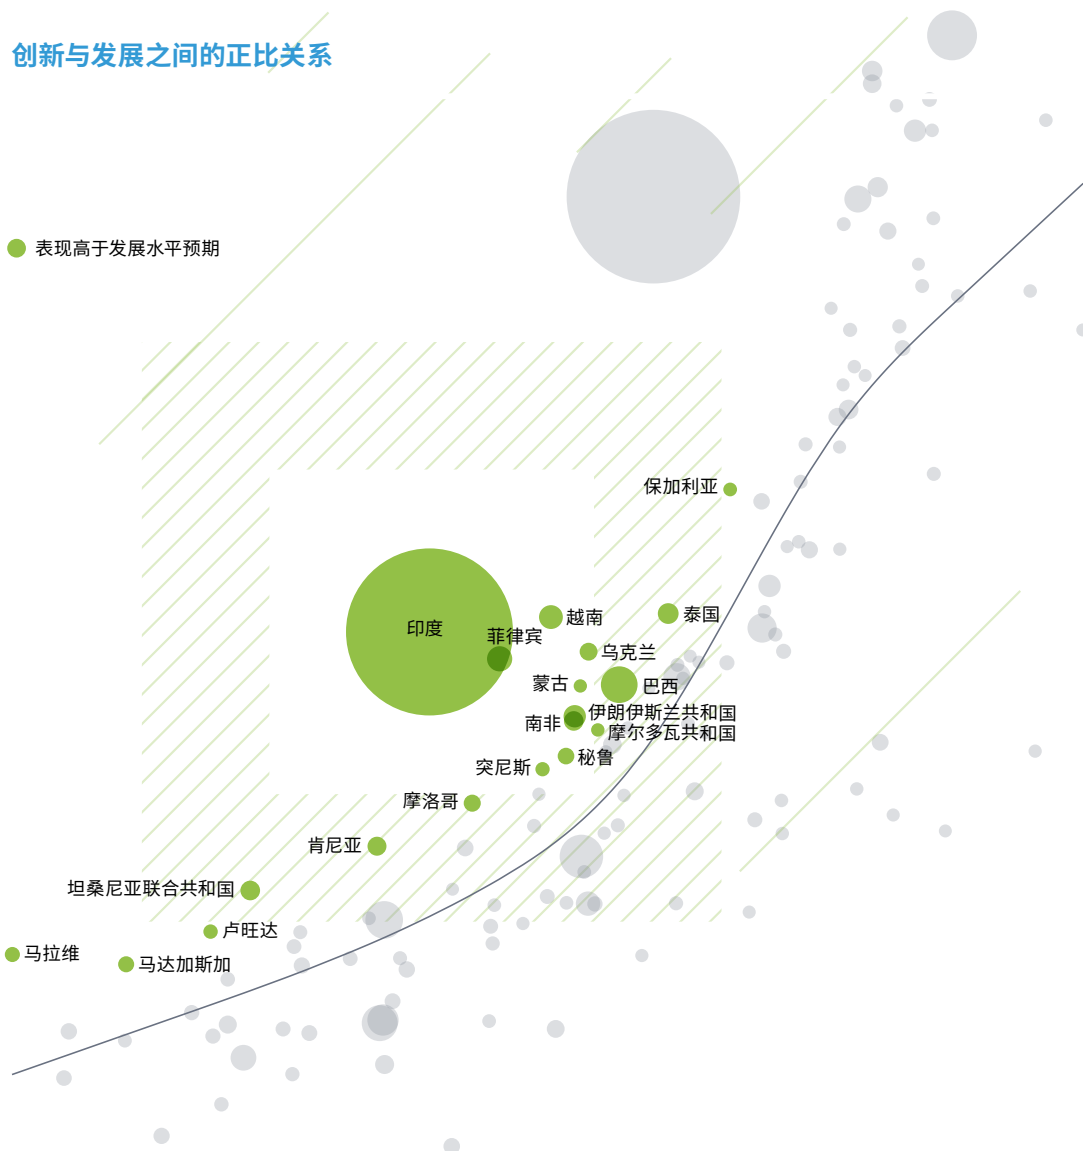 创新与发展之间的正比关系
表现高于发展水平预期
保加利亚
越南
泰国
印度
菲律宾
乌克兰
蒙古
巴西
伊朗伊斯兰共和国
南非
摩尔多瓦共和国
秘鲁
突尼斯
摩洛哥
肯尼亚
坦桑尼亚联合共和国
卢旺达
马拉维
马达加斯加